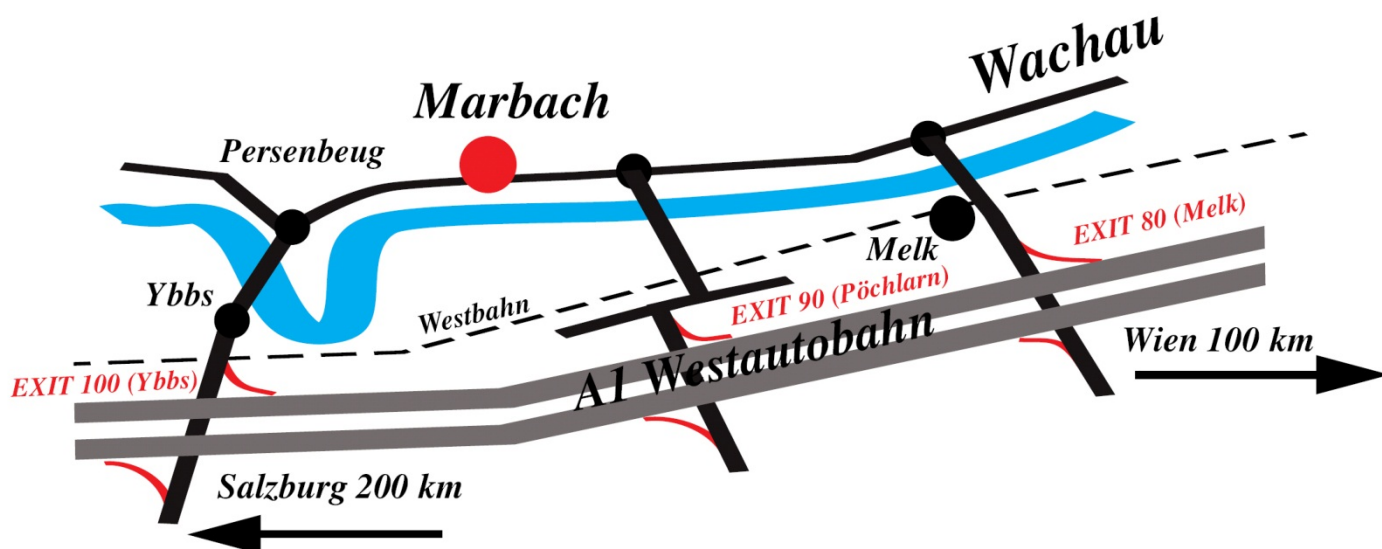 Wachau
Marbach
Persenbeug
EXIT 80 (Melk)
Melk
Ybbs
EXIT 90 (Pöchlarn)
Westbahn
Wien 100 km
A1 Westautobahn
EXIT 100 (Ybbs)
Salzburg 200 km